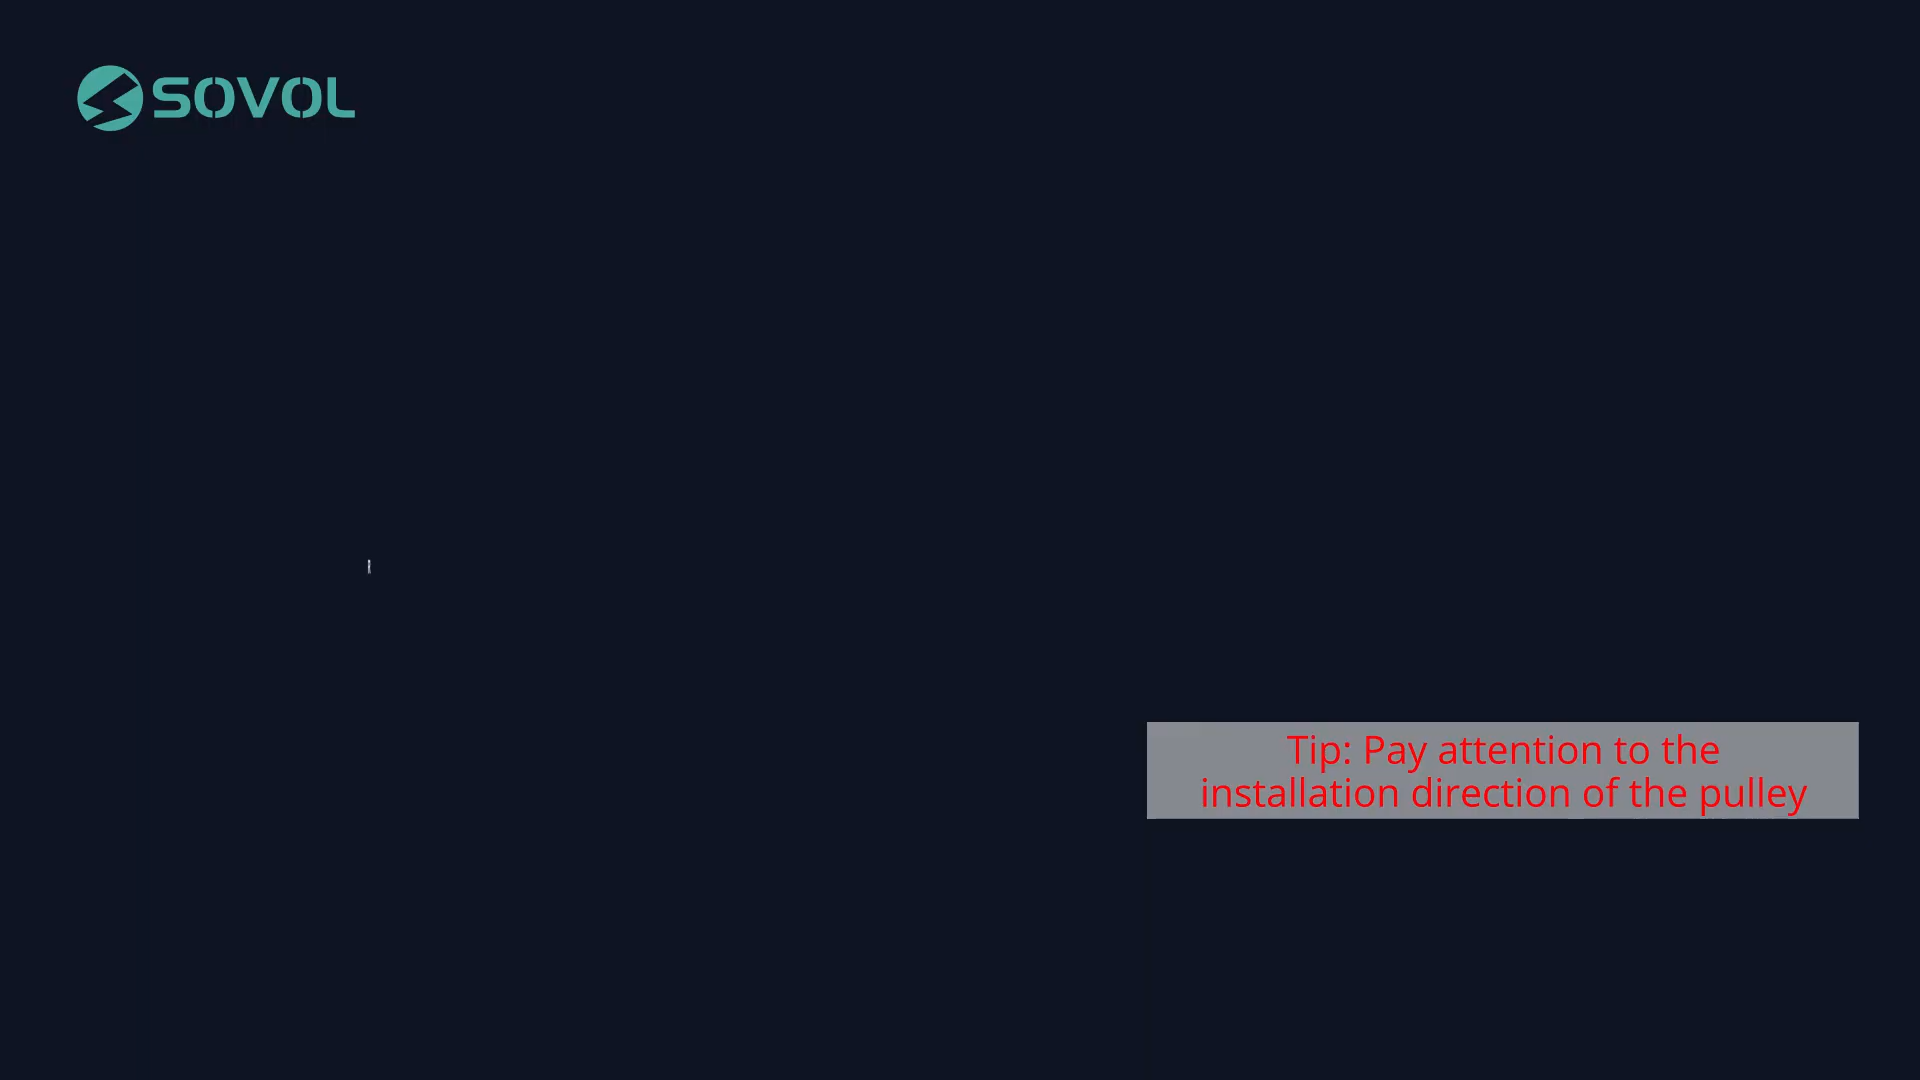 SOVOL
Tip: Pay attention to the
installation direction of the pulley